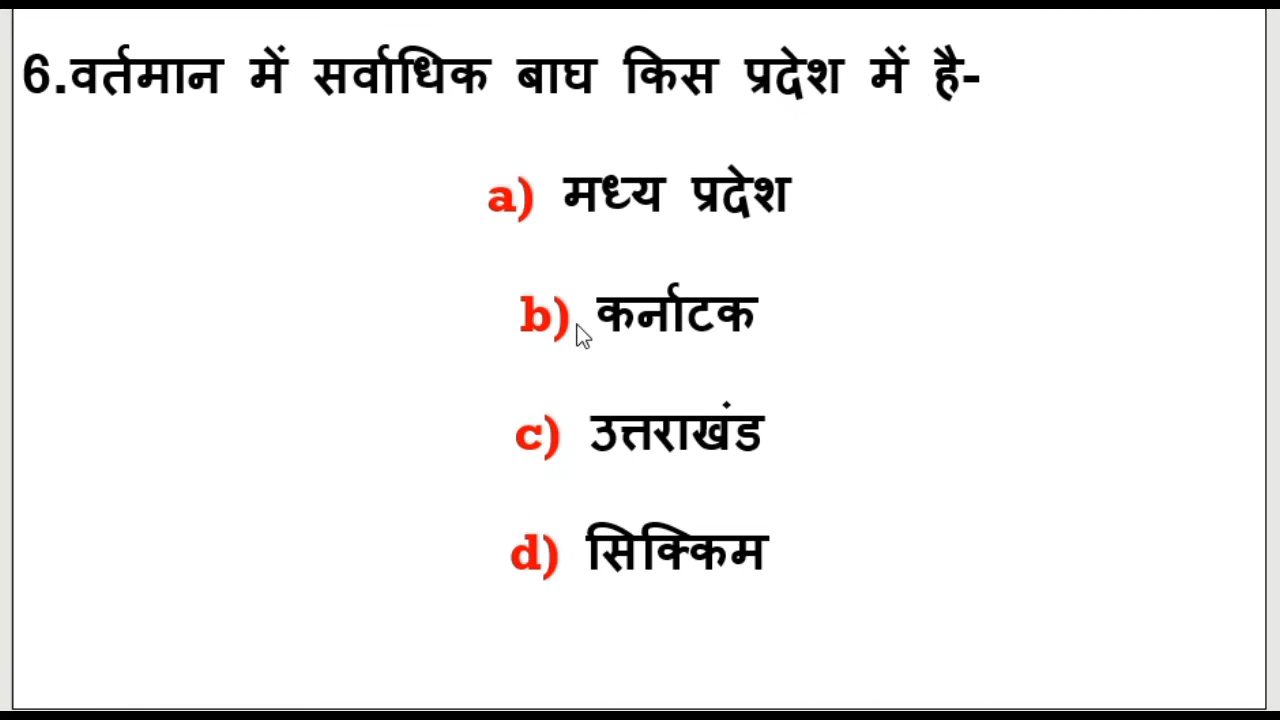 6.वर्तमान में सर्वाधिक बाघ किस प्रदेश में है-
a) मध्य प्रदेश
b) कर्नाटक
c) उत्तराखंड
d) सिक्किम